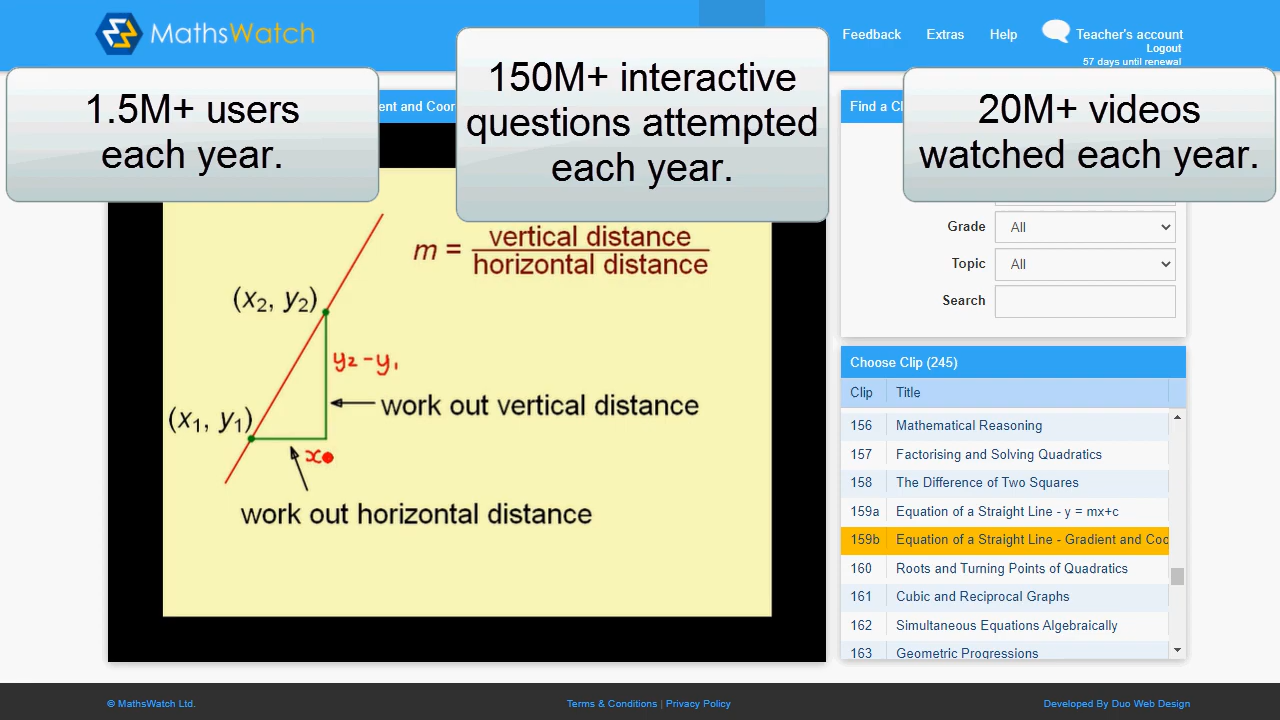 MathsWatch
Feedback
Extras
Help
Teacher's account
Logout
57 days until renewal
1.5M+ users
each year.
150M+ interactive
questions attempted
each year.
20M+ videos
watched each year.
and
Find a
m = vertical distance
horizontal distance
(x₂, y₂)
y₂ - y₁
work out vertical distance
(x₁, y₁)
x
work out horizontal distance
Grade All
Topic All
Search
Choose Clip (245)
Clip Title
156 Mathematical Reasoning
157 Factorising and Solving Quadratics
158 The Difference of Two Squares
159a Equation of a Straight Line - y = mx+c
159b Equation of a Straight Line - Gradient and Coo
160 Roots and Turning Points of Quadratics
161 Cubic and Reciprocal Graphs
162 Simultaneous Equations Algebraically
163 Geometric Progressions
© MathsWatch Ltd.
Terms & Conditions | Privacy Policy
Developed By Duo Web Design